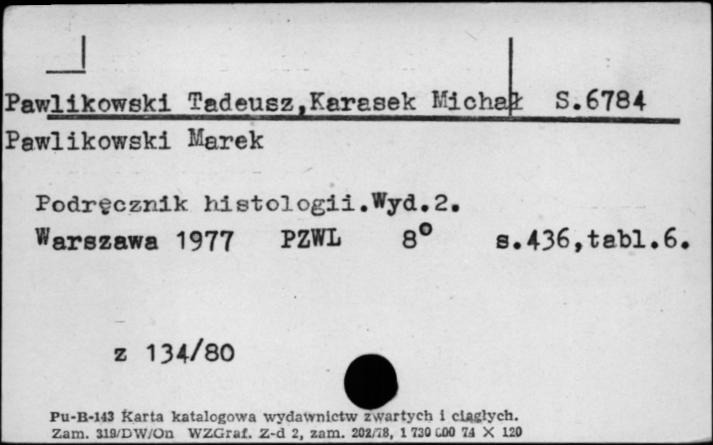 Pawlikowski Tadeusz,Karasek Michał S.6784
Pawlikowski Marek
Podręcznik histologii.Wyd.2.
Warszawa 1977 PZWL 8° s.436,tabl.6.
z 134/80
Pu-B-143 Karta katalogowa wydawnictw zwartych i ciągłych.
Zam. 319/DW/On WZGraf. Z-d 2, zam. 202/78, 1 730 000 74 X 120